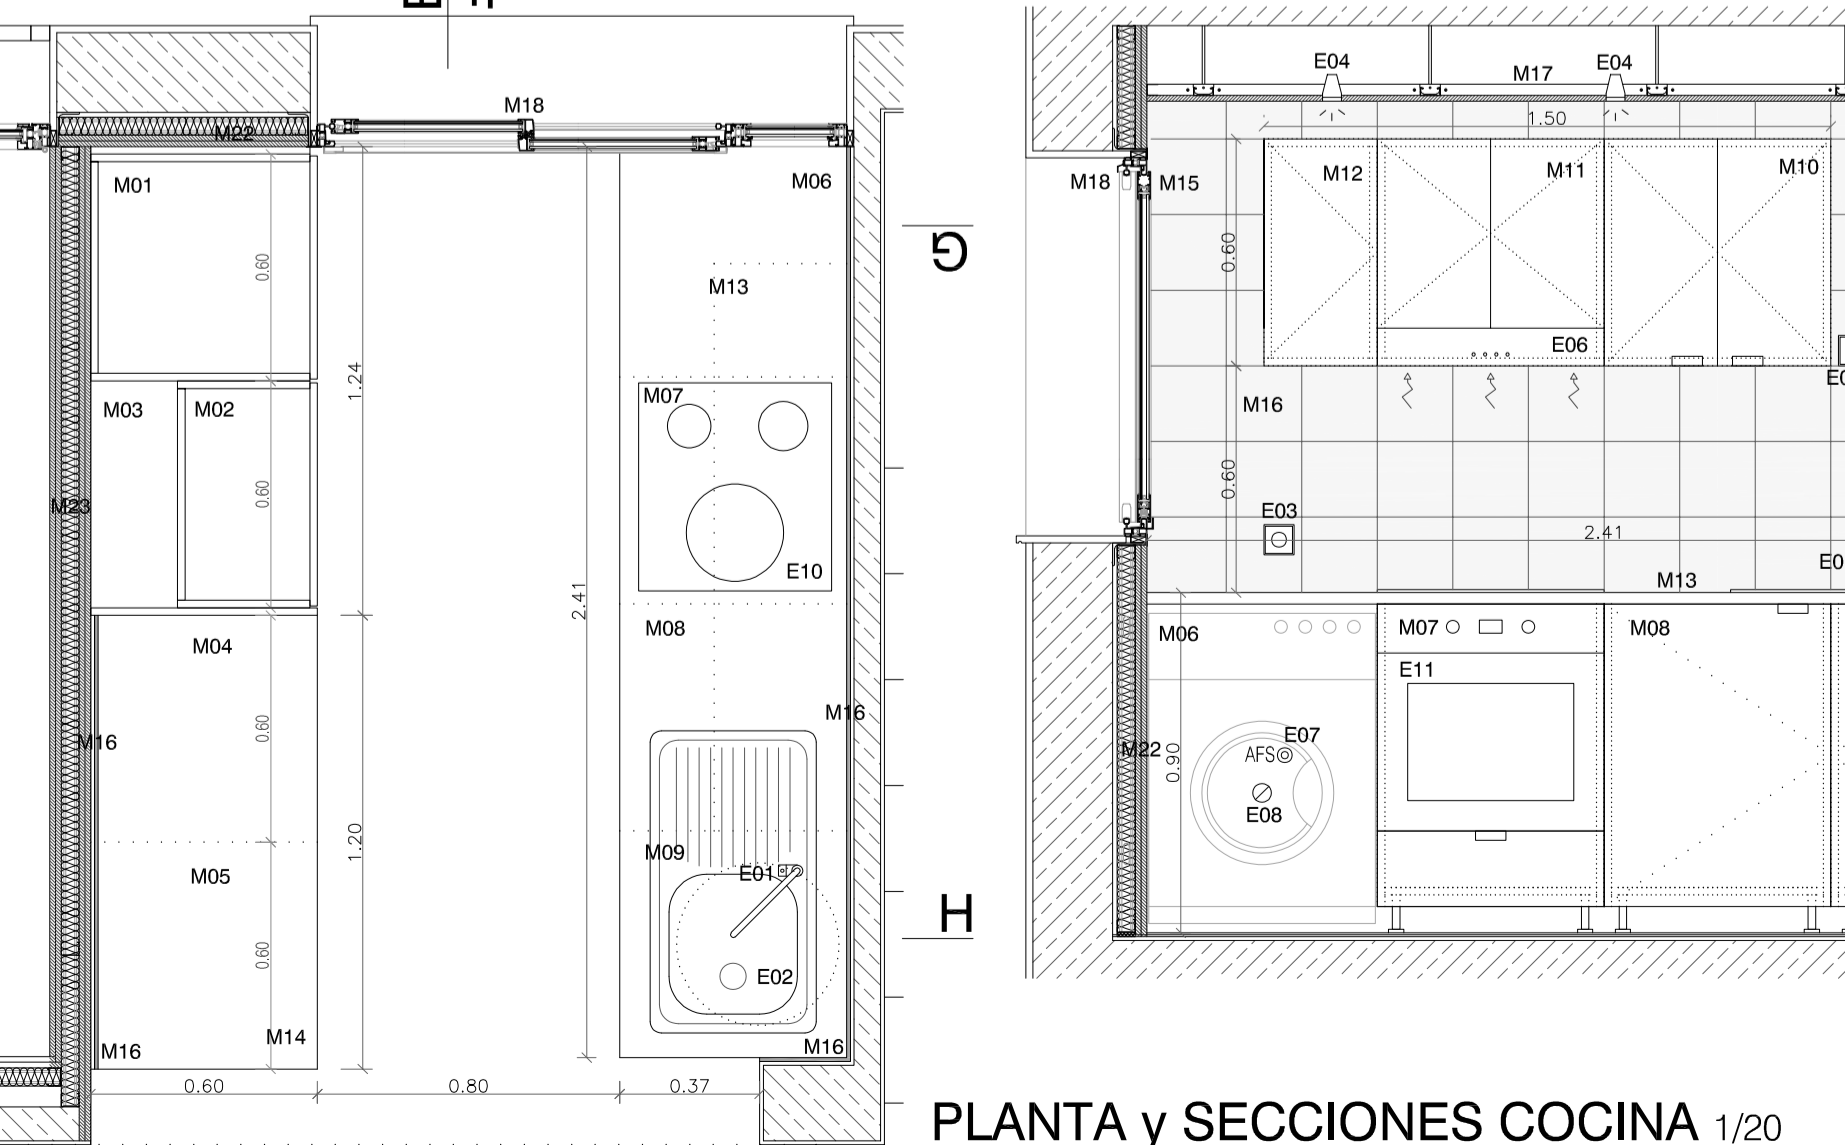 M18
M22
M01
M06
0.60
M13
1.24
M07
M03
M02
0.60
M23
E10
2.41
M08
M04
M16
0.60
M16
M05
1.20
M09
E01
0.60
E02
M14
M16
M16
0.60
0.80
0.37
G
H
E04
E04
M17
1.50
M12
M11
M10
M18
M15
0.60
E06
M16
0.60
E03
2.41
M13
M06
M07
M08
E11
E07
M22
AFS
0.90
E08
PLANTA y SECCIONES COCINA 1/20